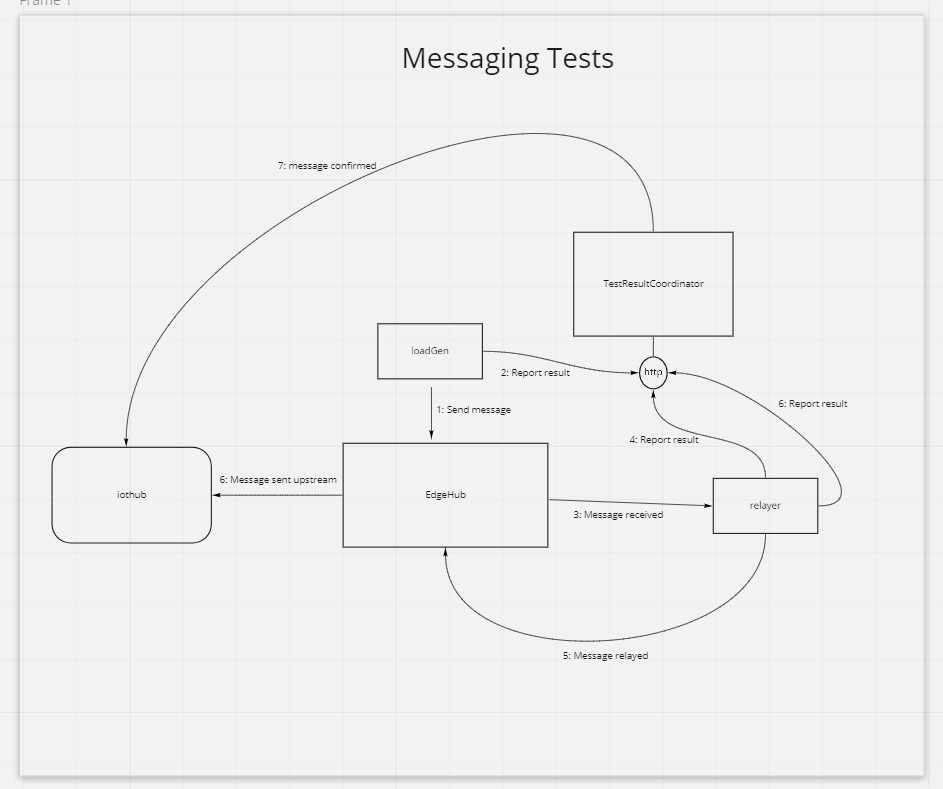 Frame 1
Messaging Tests
7: message confirmed
TestResultCoordinator
loadGen
2: Report result
http
6: Report result
1: Send message
4: Report result
6: Message sent upstream
iothub
EdgeHub
3: Message received
relayer
5: Message relayed